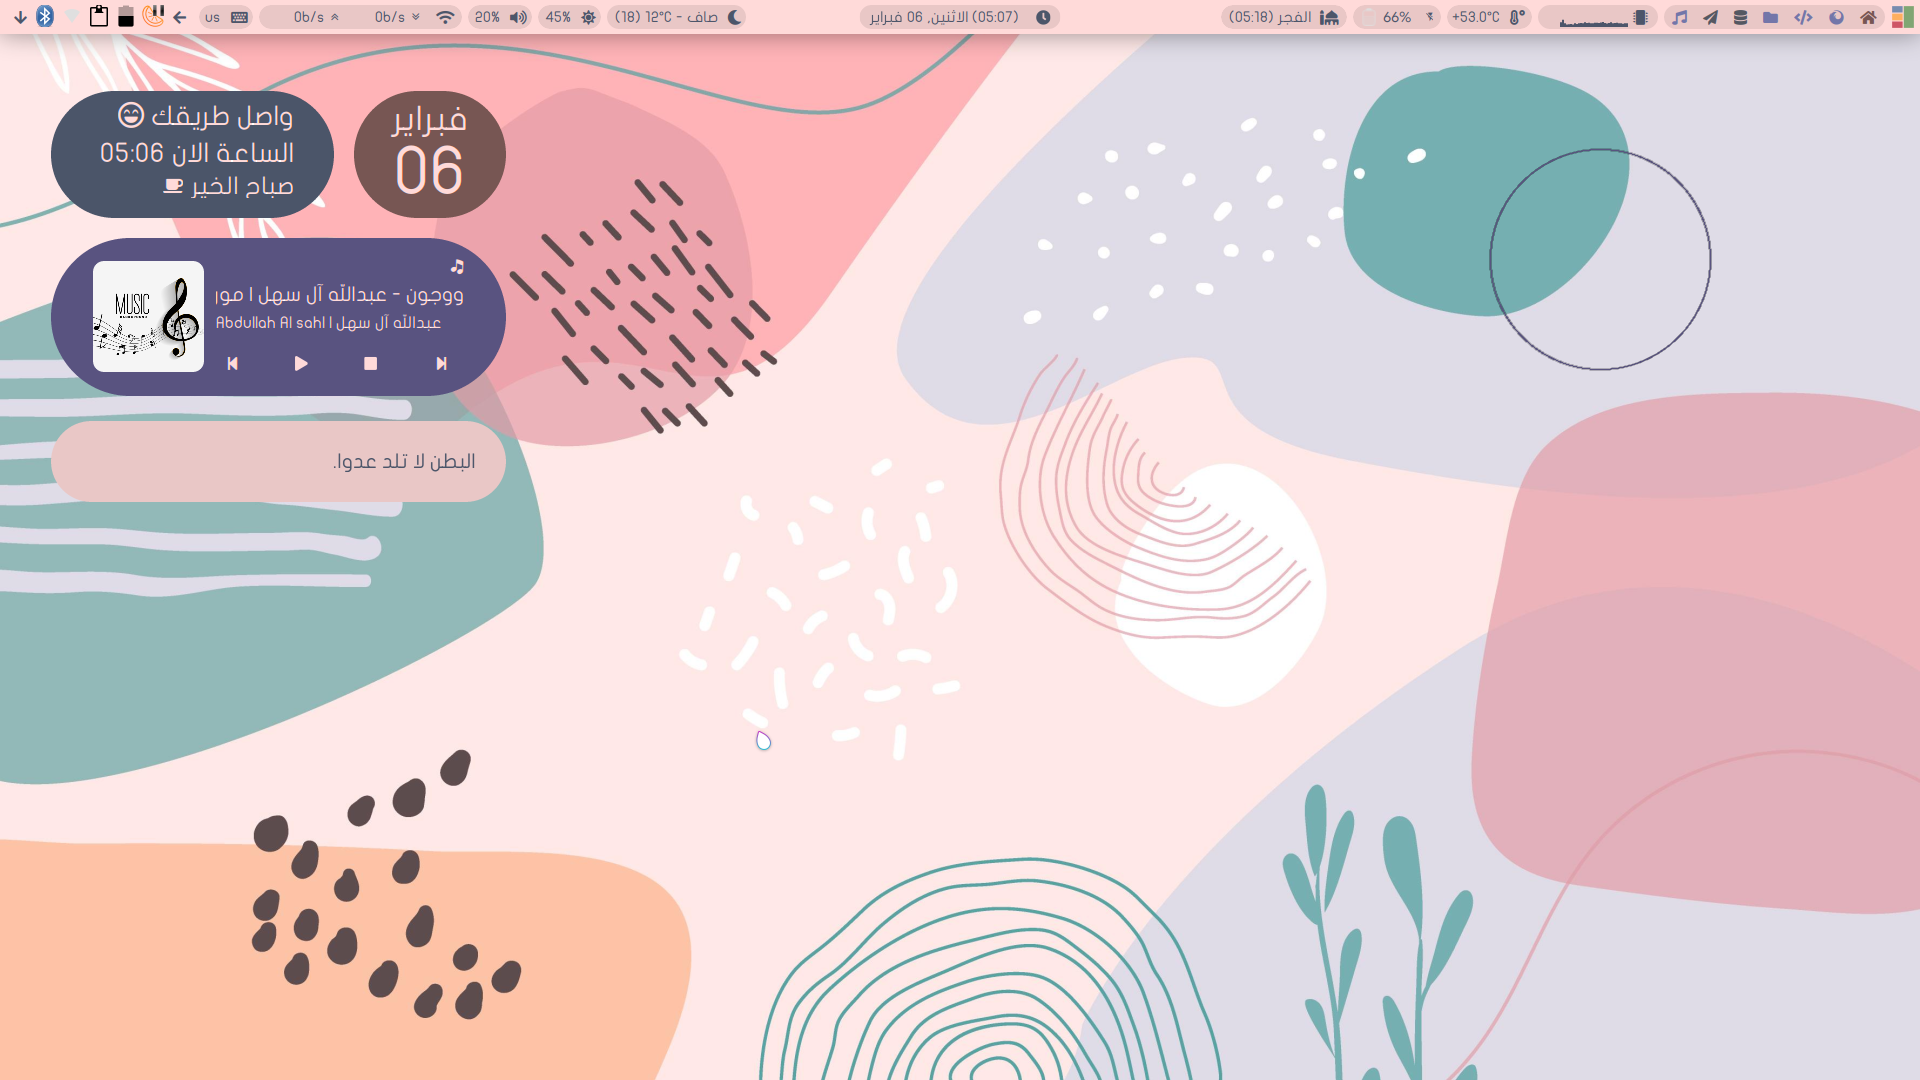 us
0b/s
0b/s
20%
45%
صاف - 12°C (18)
(05:07) الاثنين, 06 فبراير
الفجر (05:18)
66%
+53.0°C
واصل طريقك
الساعة الان 05:06
صباح الخير
فبراير
06
MUSIC
ووجون - عبدالله آل سهل | مور
عبدالله آل سهل | Abdullah Al sahl
البطن لا تلد عدوا.